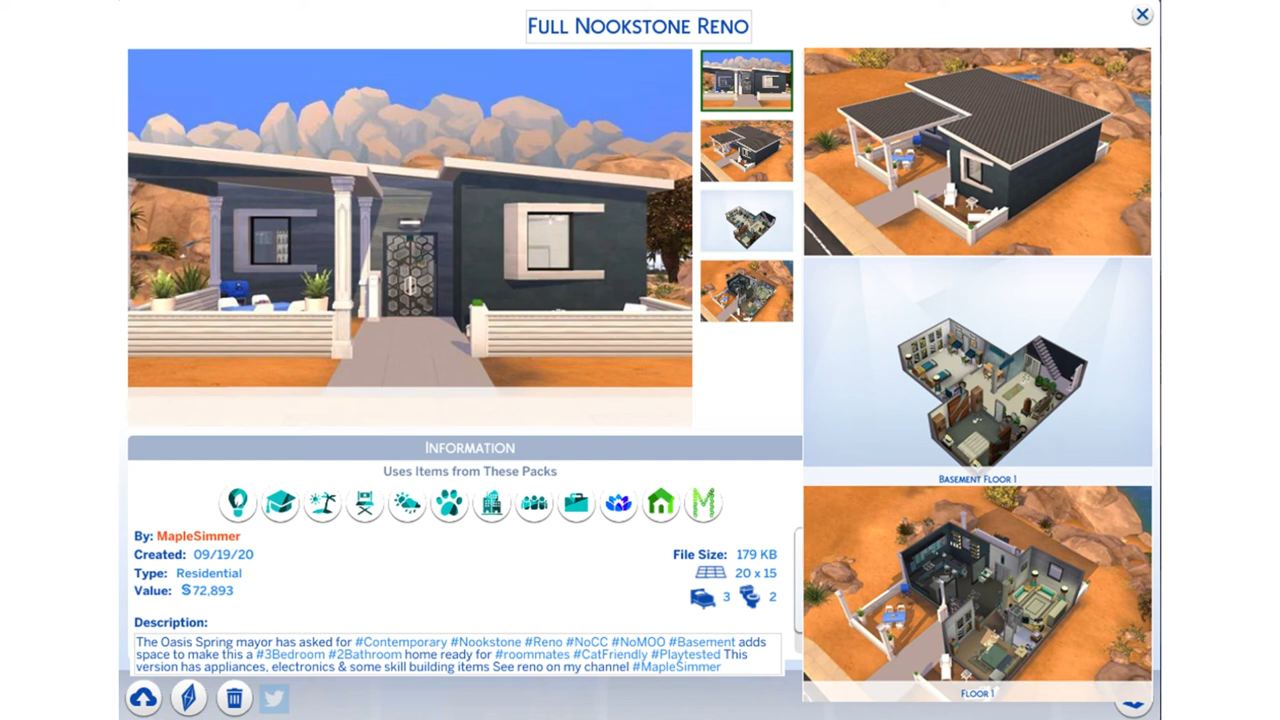 Full Nookstone Reno
Basement Floor 1
Floor 1
Information
Uses Items from These Packs
By: MapleSimmer
Created: 09/19/20
Type: Residential
Value: §72,893
File Size: 179 KB
20 x 15
3 2
Description:
The Oasis Spring mayor has asked for #Contemporary #Nookstone #Reno #NoCC #NoMOO #Basement adds
space to make this a #3Bedroom #2Bathroom home ready for #roommates #CatFriendly #Playtested This
version has appliances, electronics & some skill building items See reno on my channel #MapleSimmer